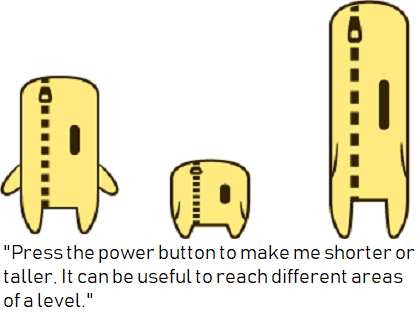 "Press the power button to make me shorter or
taller. It can be useful to reach different areas
of a level."